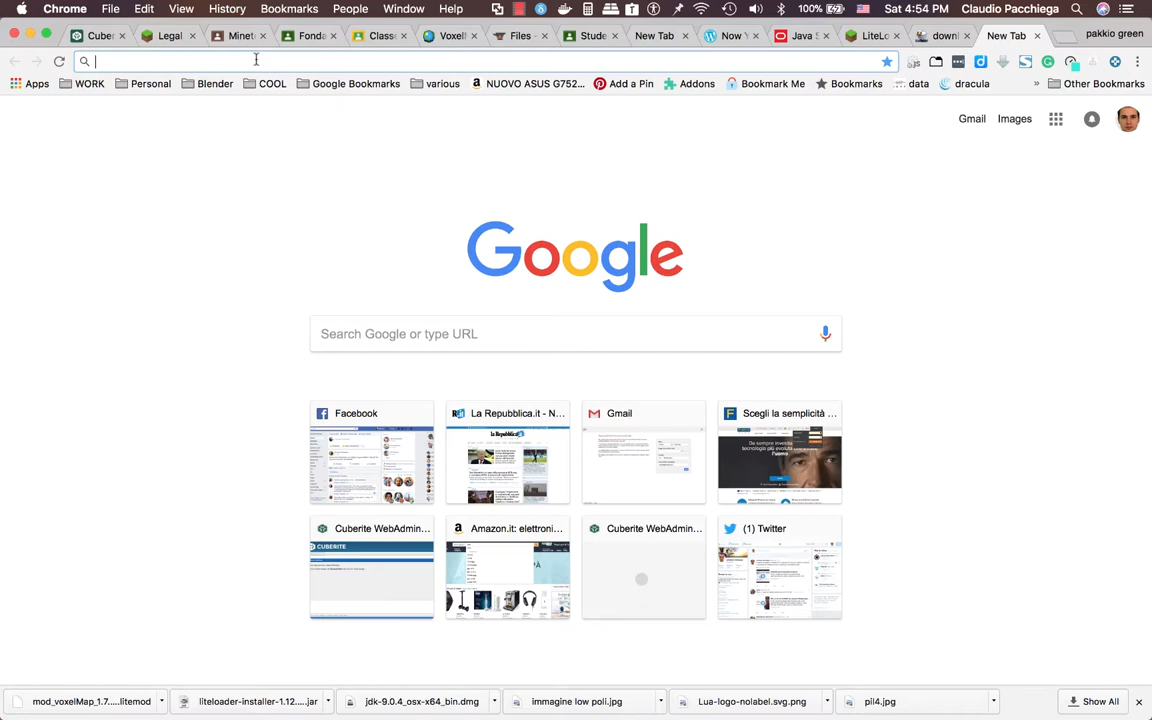 Chrome File Edit View History Bookmarks People Window Help 100% Sat 4:54 PM Claudio Pacchiega
Cuber Legal Minet Fonda Class Voxell Files - Stude New Tab Now Java S LiteLo downl New Tab pakkio green
Apps WORK Personal Blender COOL Google Bookmarks various NUOVO ASUS G752... Add a Pin Addons Bookmark Me Bookmarks data dracula » Other Bookmarks
Gmail Images
Google
Search Google or type URL
Facebook La Repubblica.it - N... Gmail Scegli la semplicità ...
Cuberite WebAdmin... Amazon.it: elettroni... Cuberite WebAdmin... (1) Twitter
mod_voxelMap_1.7.....litemod liteloader-installer-1.12....jar jdk-9.0.4_osx-x64_bin.dmg immagine low poli.jpg Lua-logo-nolabel.svg.png pil4.jpg Show All